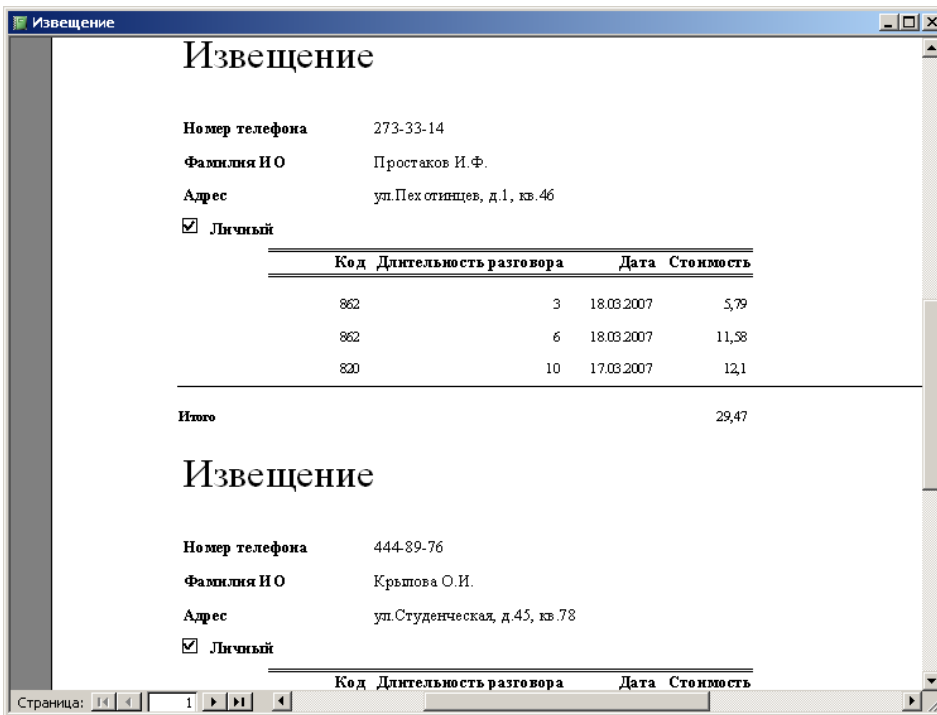 Извещение
Извещение
Номер телефона 273-33-14
Фамилия И О Простаков И.Ф.
Адрес ул.Пехотинцев, д.1, кв.46
Личный
Код Длительность разговора Дата Стоимость
862 3 18.03.2007 5,79
862 6 18.03.2007 11,58
820 10 17.03.2007 12,1
Итого 29,47
Извещение
Номер телефона 444-89-76
Фамилия И О Крылова О.И.
Адрес ул.Студенческая, д.45, кв.78
Личный
Код Длительность разговора Дата Стоимость
Страница: 1